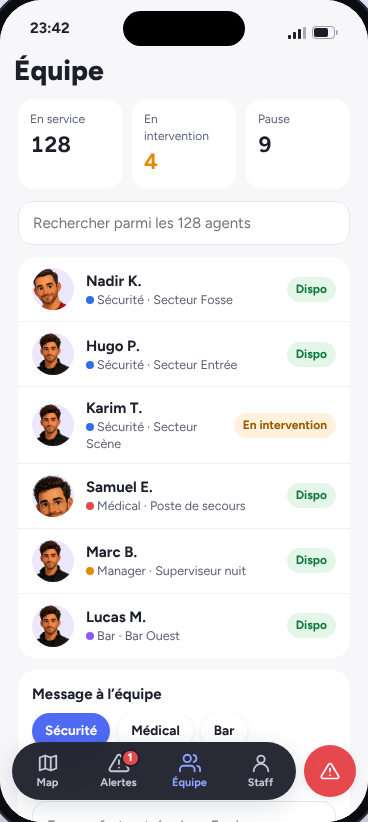 23:42
Équipe
En service
128
En
intervention
4
Pause
9
Rechercher parmi les 128 agents
Nadir K.
Sécurité · Secteur Fosse
Dispo
Hugo P.
Sécurité · Secteur Entrée
Dispo
Karim T.
Sécurité · Secteur
Scène
En intervention
Samuel E.
Médical · Poste de secours
Dispo
Marc B.
Manager · Superviseur nuit
Dispo
Lucas M.
Bar · Bar Ouest
Dispo
Message à l’équipe
Sécurité
Médical
Bar
1
Map
Alertes
Équipe
Staff